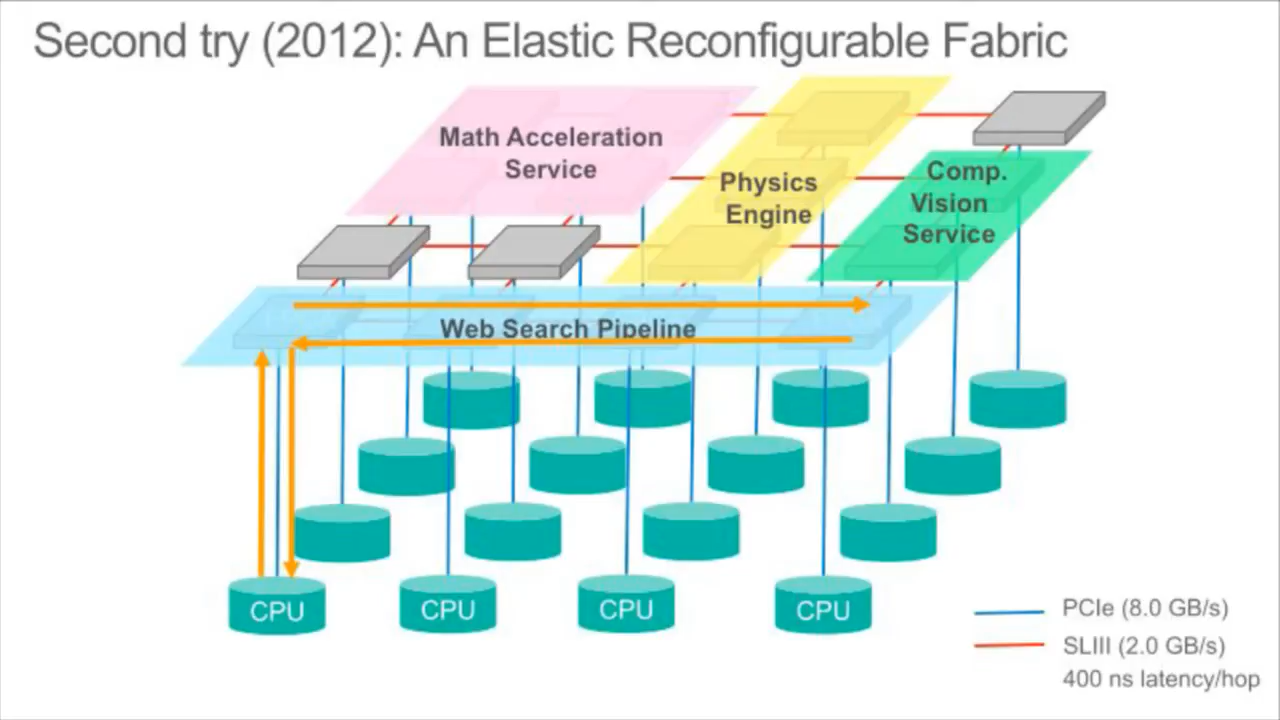 Second try (2012): An Elastic Reconfigurable Fabric
Math Acceleration
Service
Physics
Engine
Comp.
Vision
Service
Web Search Pipeline
CPU
CPU
CPU
CPU
PCIe (8.0 GB/s)
SLIII (2.0 GB/s)
400 ns latency/hop